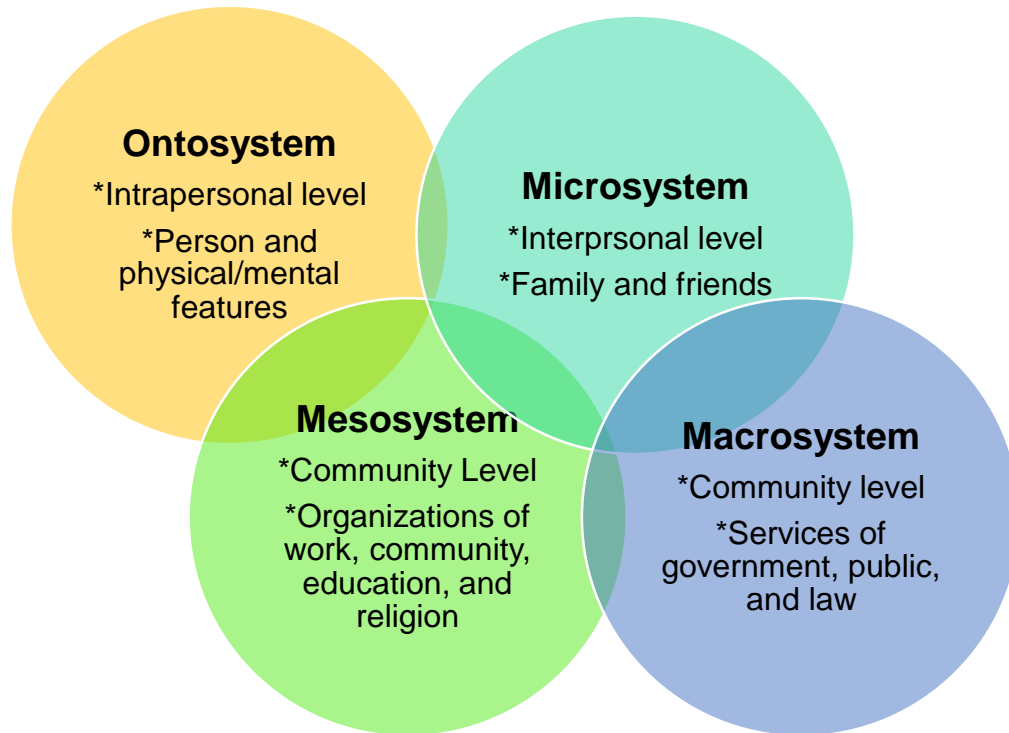 Ontosystem
*Intrapersonal level
*Person and
physical/mental
features
Microsystem
*Interprsonal level
*Family and friends
Mesosystem
*Community Level
*Organizations of
work, community,
education, and
religion
Macrosystem
*Community level
*Services of
government, public,
and law